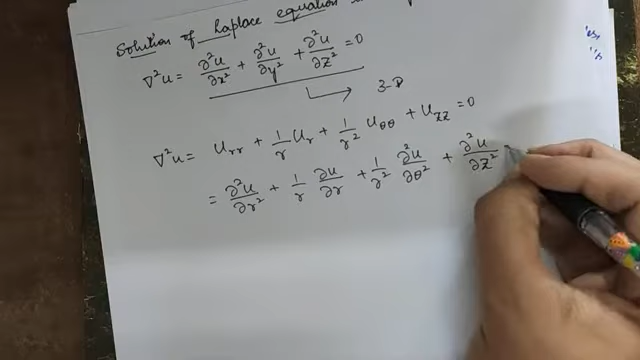 Solution of Laplace equation in
∇²u = ∂²u/∂x² + ∂²u/∂y² + ∂²u/∂z² = 0
3-D
∇²u = u_rr + 1/r u_r + 1/r² u_θθ + u_zz = 0
= ∂²u/∂r² + 1/r ∂u/∂r + 1/r² ∂²u/∂θ² + ∂²u/∂z²